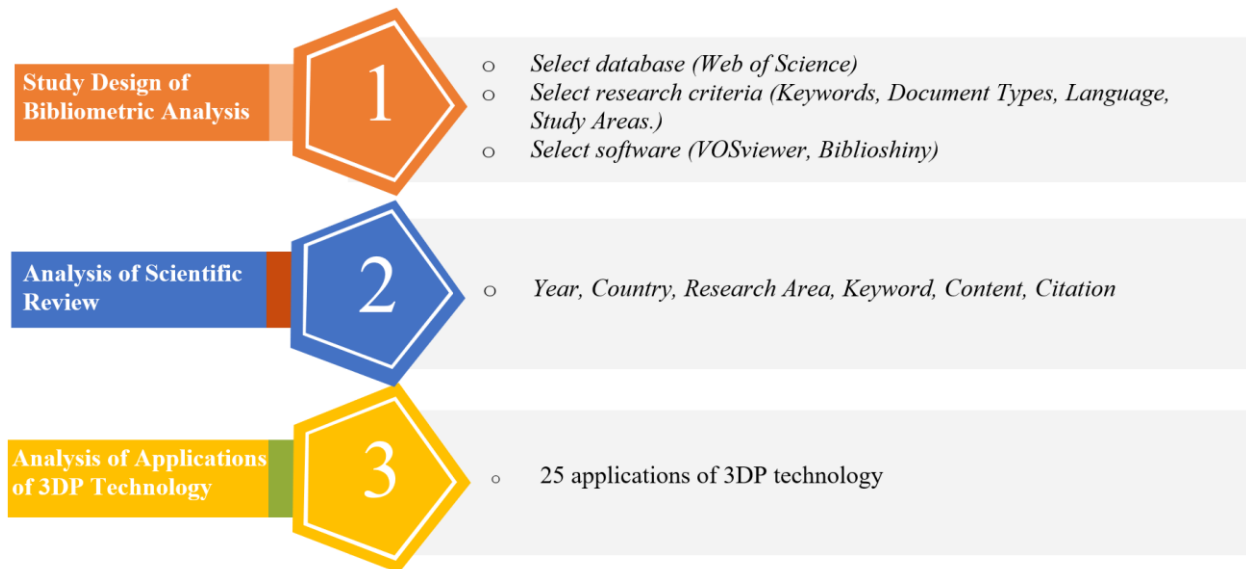 Study Design of
Bibliometric Analysis
1
o Select database (Web of Science)
o Select research criteria (Keywords, Document Types, Language,
Study Areas.)
o Select software (VOSviewer, Biblioshiny)
Analysis of Scientific
Review
2
o Year, Country, Research Area, Keyword, Content, Citation
Analysis of Applications
of 3DP Technology
3
o 25 applications of 3DP technology